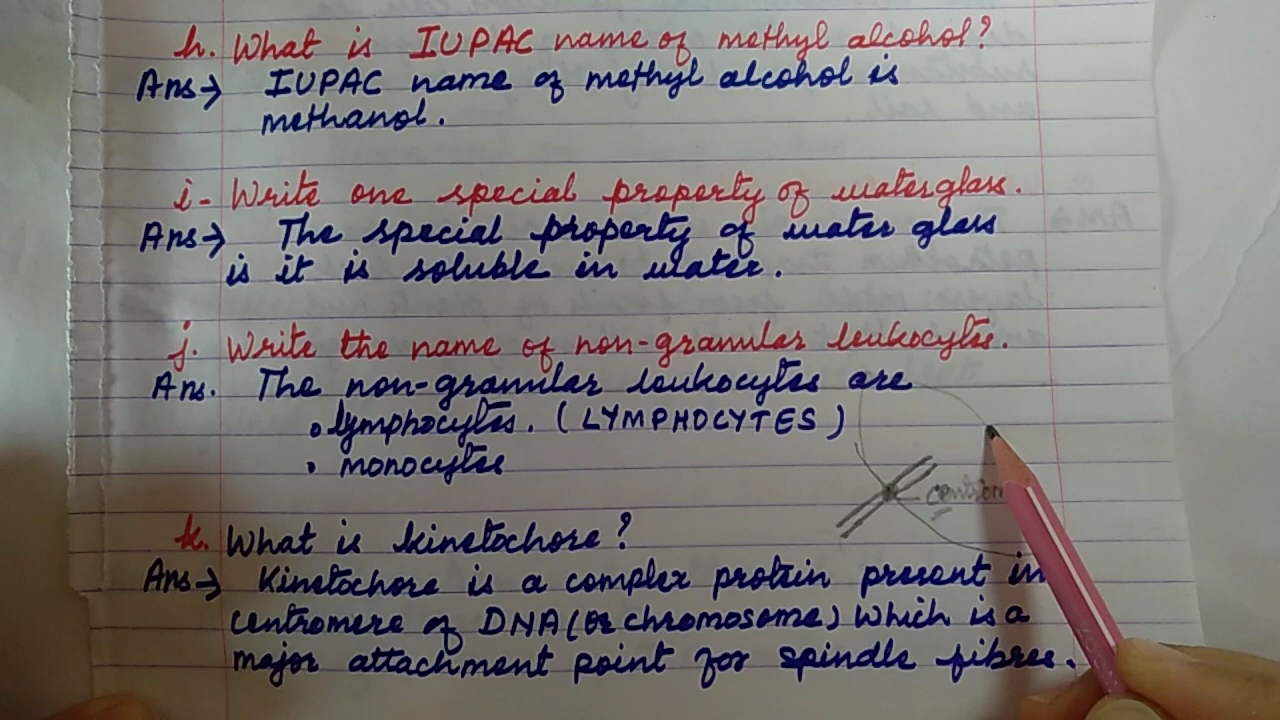 h. What is IUPAC name of methyl alcohol?
Ans→ IUPAC name of methyl alcohol is
methanol.
i- Write one special property of waterglass.
Ans→ The special property of water glass
is it is soluble in water.
j. Write the name of non-granular leukocytes.
Ans. The non-granular leukocytes are
• lymphocytes. (LYMPHOCYTES)
• monocytes
k. What is kinetochore?
Ans→ Kinetochore is a complex protein present in
centromere of DNA (or chromosome) which is a
major attachment point for spindle fibres.